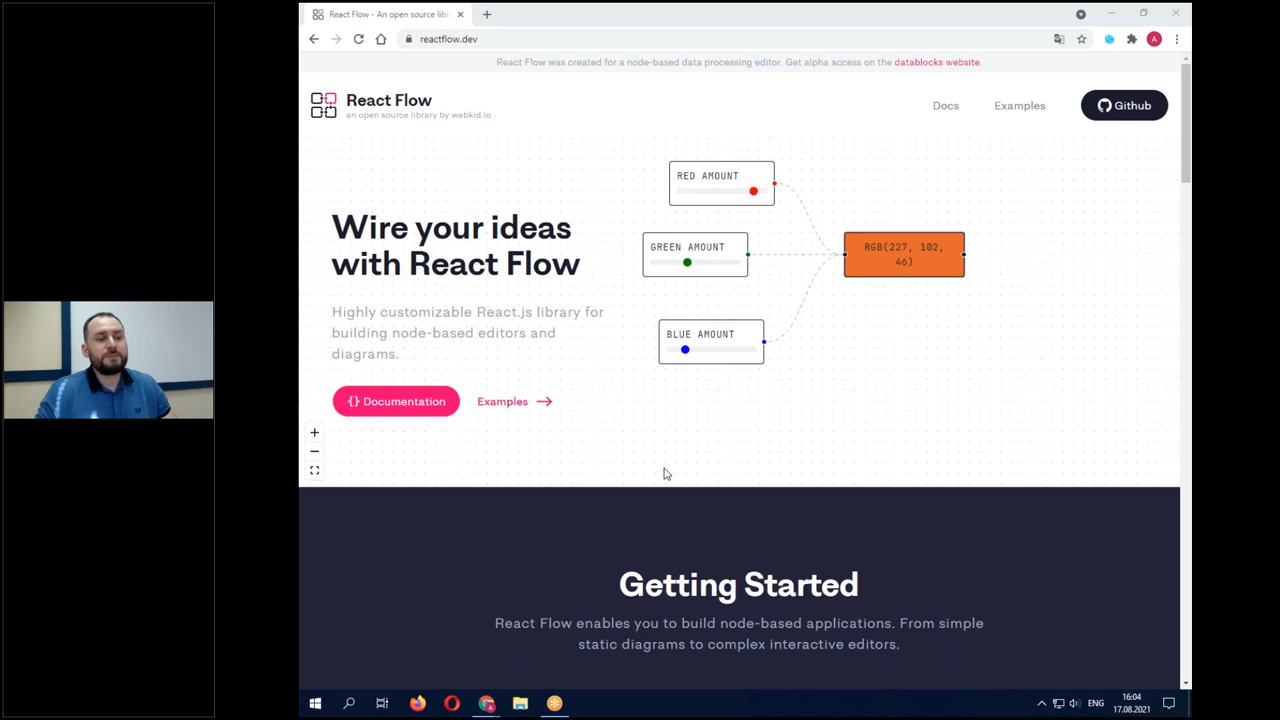 React Flow - An open source libr
reactflow.dev
A
React Flow was created for a node-based data processing editor. Get alpha access on the datablocks website.
React Flow
an open source library by webkid.io
Docs
Examples
Github
RED AMOUNT
Wire your ideas
with React Flow
GREEN AMOUNT
RGB(227, 102,
46)
Highly customizable React.js library for
building node-based editors and
diagrams.
BLUE AMOUNT
{} Documentation
Examples
Getting Started
React Flow enables you to build node-based applications. From simple
static diagrams to complex interactive editors.
ENG
16:04
17.08.2021